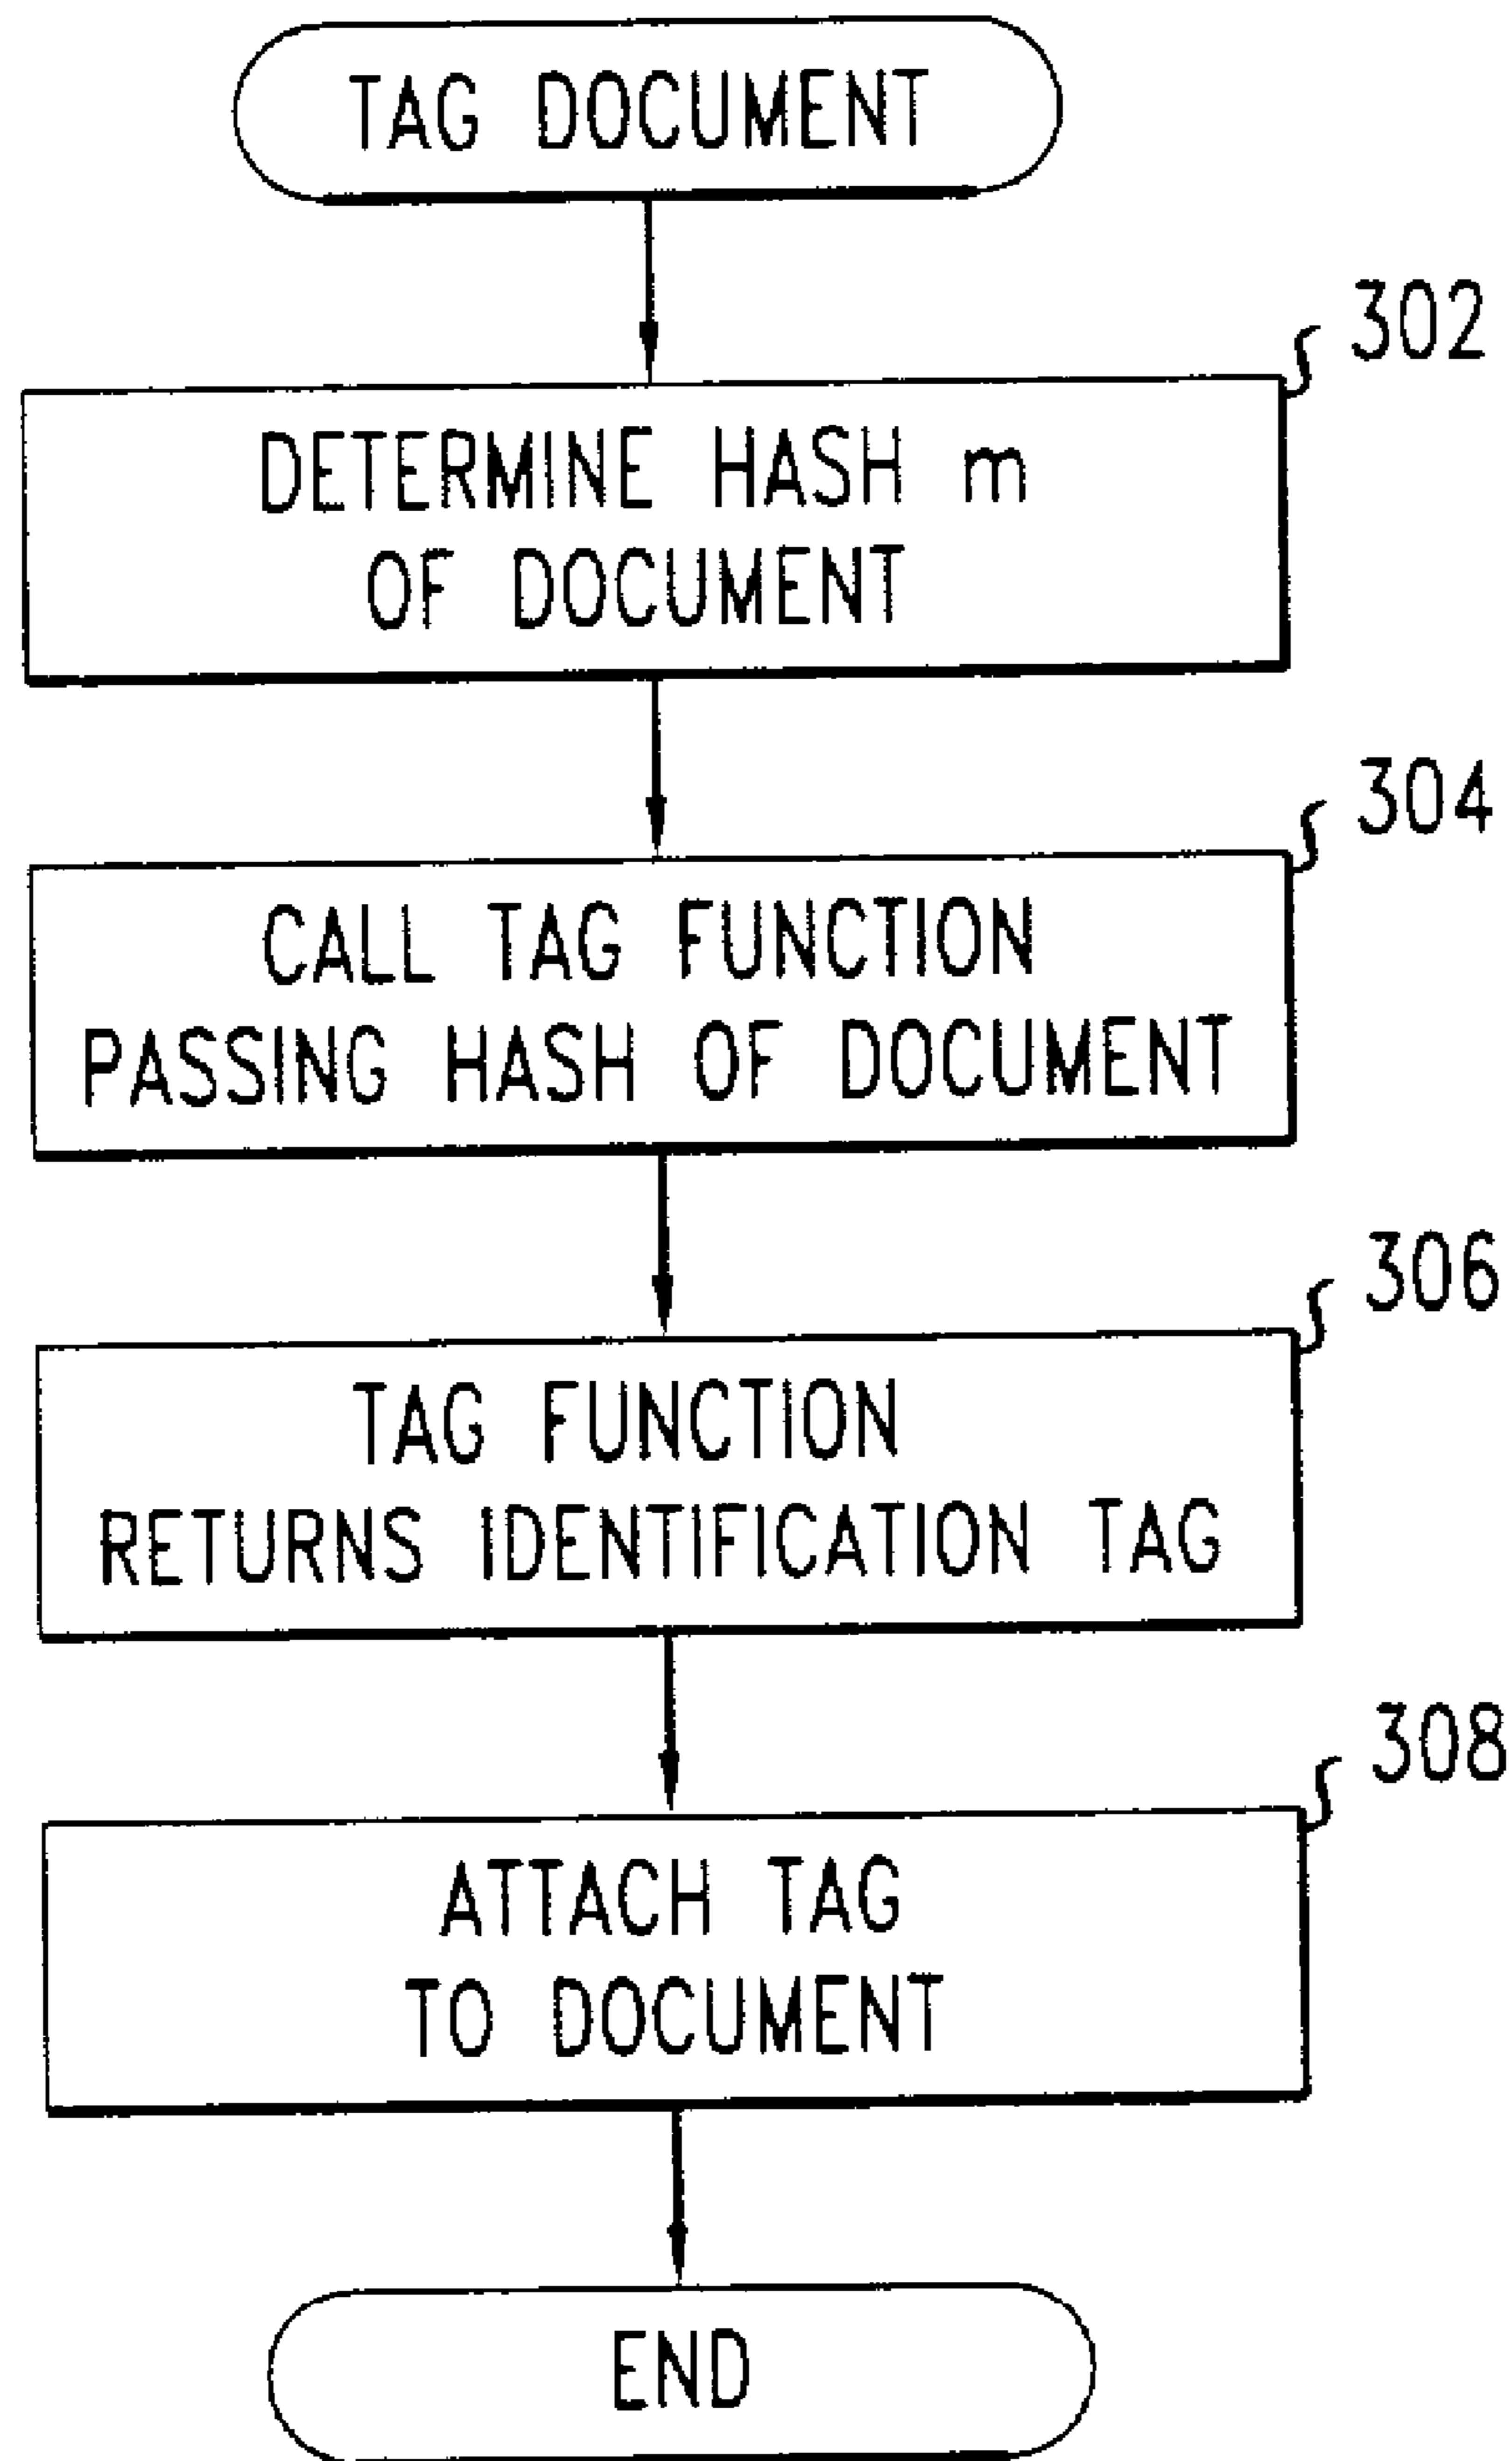 TAG DOCUMENT
302
DETERMINE HASH m
OF DOCUMENT
304
CALL TAG FUNCTION
PASSING HASH OF DOCUMENT
306
TAG FUNCTION
RETURNS IDENTIFICATION TAG
308
ATTACH TAG
TO DOCUMENT
END